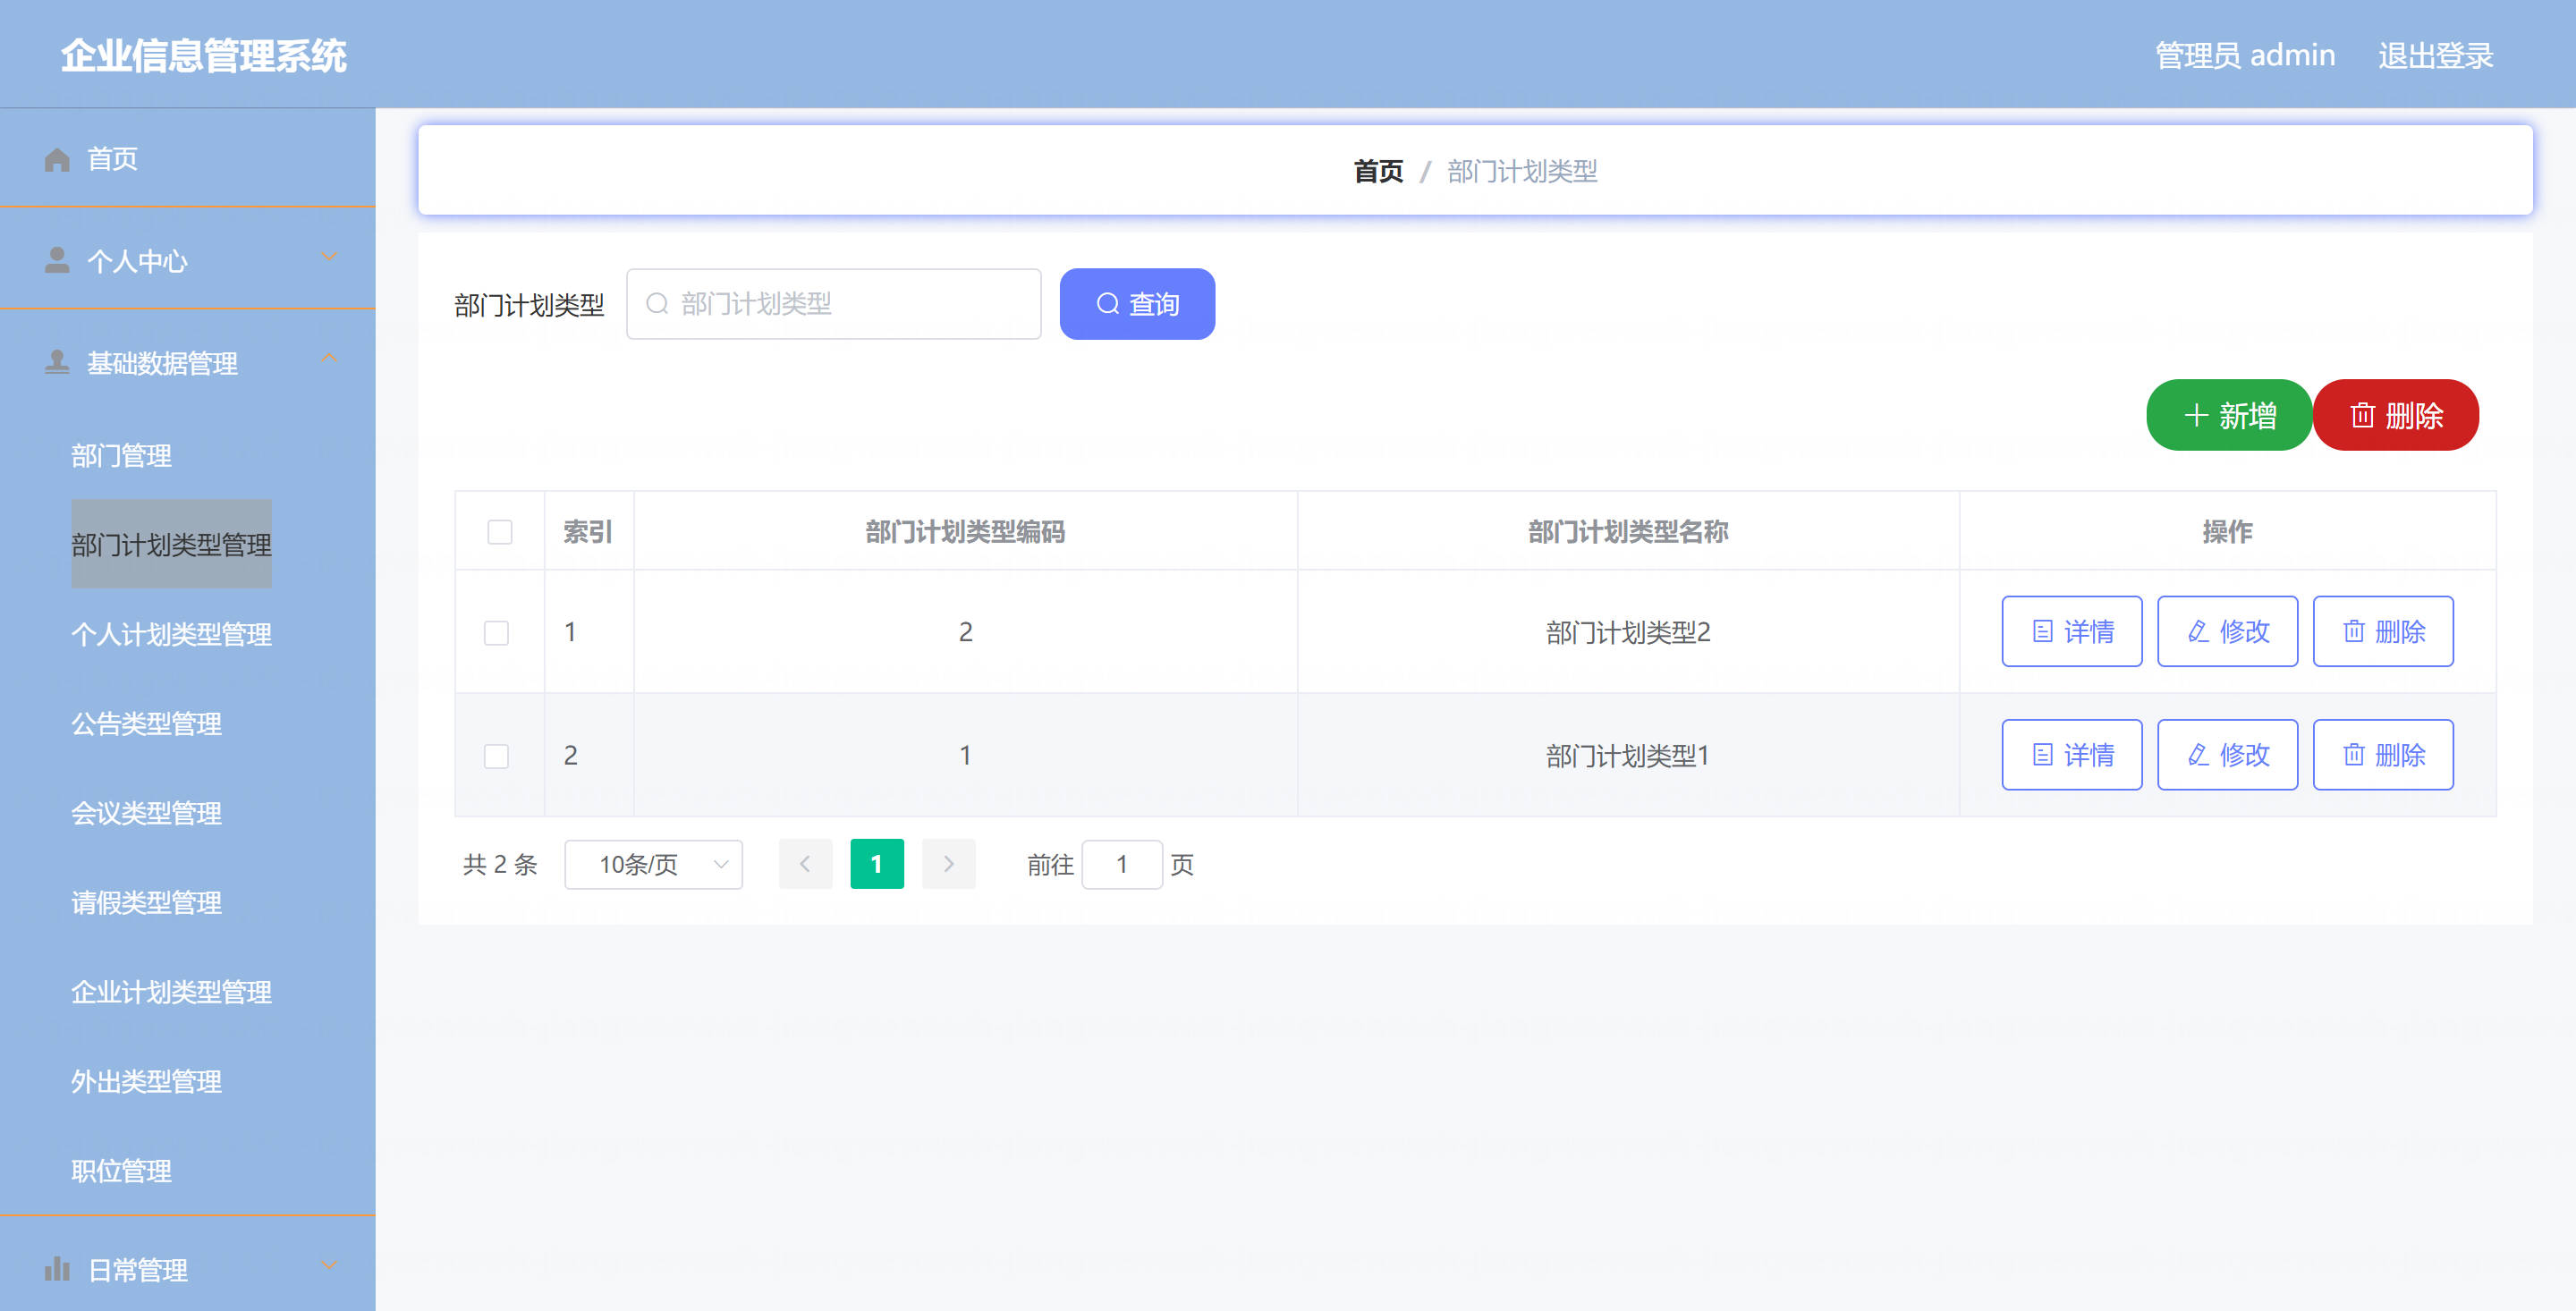 企业信息管理系统
管理员 admin 退出登录
首页
个人中心
基础数据管理
部门管理
部门计划类型管理
个人计划类型管理
公告类型管理
会议类型管理
请假类型管理
企业计划类型管理
外出类型管理
职位管理
日常管理
首页 / 部门计划类型
部门计划类型 部门计划类型 查询
新增 删除
索引 部门计划类型编码 部门计划类型名称 操作
1 2 部门计划类型2 详情 修改 删除
2 1 部门计划类型1 详情 修改 删除
共 2 条 10条/页 1 前往 1 页